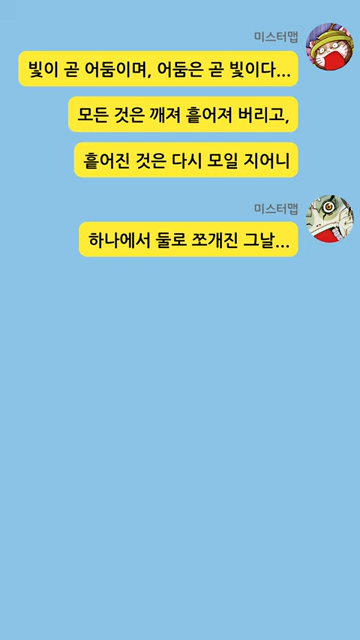 미스터맵
빛이 곧 어둠이며, 어둠은 곧 빛이다...
모든 것은 깨져 흩어져 버리고,
흩어진 것은 다시 모일 지어니
미스터맵
하나에서 둘로 쪼개진 그날...